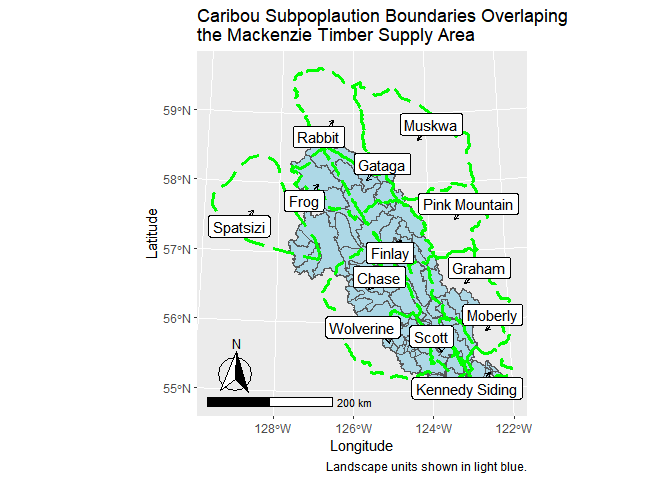 Caribou Subpoplaution Boundaries Overlaping
the Mackenzie Timber Supply Area
59°N
58°N
57°N
56°N
55°N
Latitude
Rabbit
Muskwa
Gataga
Frog
Pink Mountain
Spatsizi
Finlay
Graham
Chase
Moberly
Wolverine
Scott
Kennedy Siding
N
200 km
128°W
126°W
124°W
122°W
Longitude
Landscape units shown in light blue.